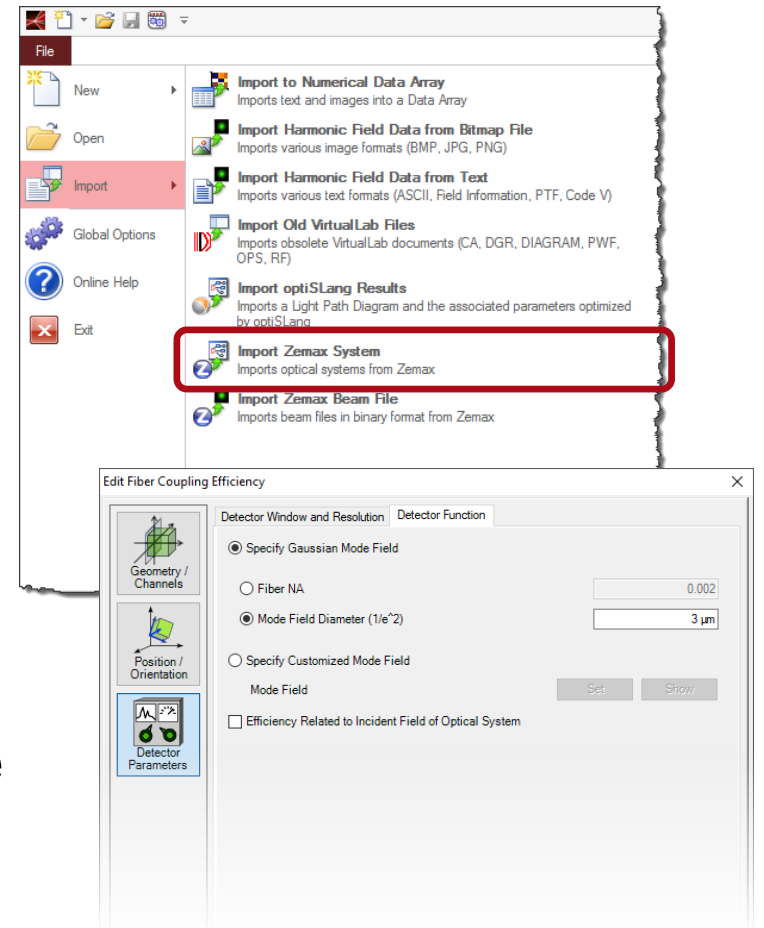 File
New
Open
Import
Global Options
Online Help
Exit
Import to Numerical Data Array
Imports text and images into a Data Array
Import Harmonic Field Data from Bitmap File
Imports various image formats (BMP, JPG, PNG)
Import Harmonic Field Data from Text
Imports various text formats (ASCII, Field Information, PTF, Code V)
Import Old VirtualLab Files
Imports obsolete VirtualLab documents (CA, DGR, DIAGRAM, PWF,
OPS, RF)
Import optiSLang Results
Imports a Light Path Diagram and the associated parameters optimized
by optiSLang
Import Zemax System
Imports optical systems from Zemax
Import Zemax Beam File
Imports beam files in binary format from Zemax
Edit Fiber Coupling Efficiency
Geometry /
Channels
Position /
Orientation
Detector
Parameters
Detector Window and Resolution Detector Function
Specify Gaussian Mode Field
Fiber NA 0.002
Mode Field Diameter (1/e^2) 3 µm
Specify Customized Mode Field
Mode Field Set Show
Efficiency Related to Incident Field of Optical System